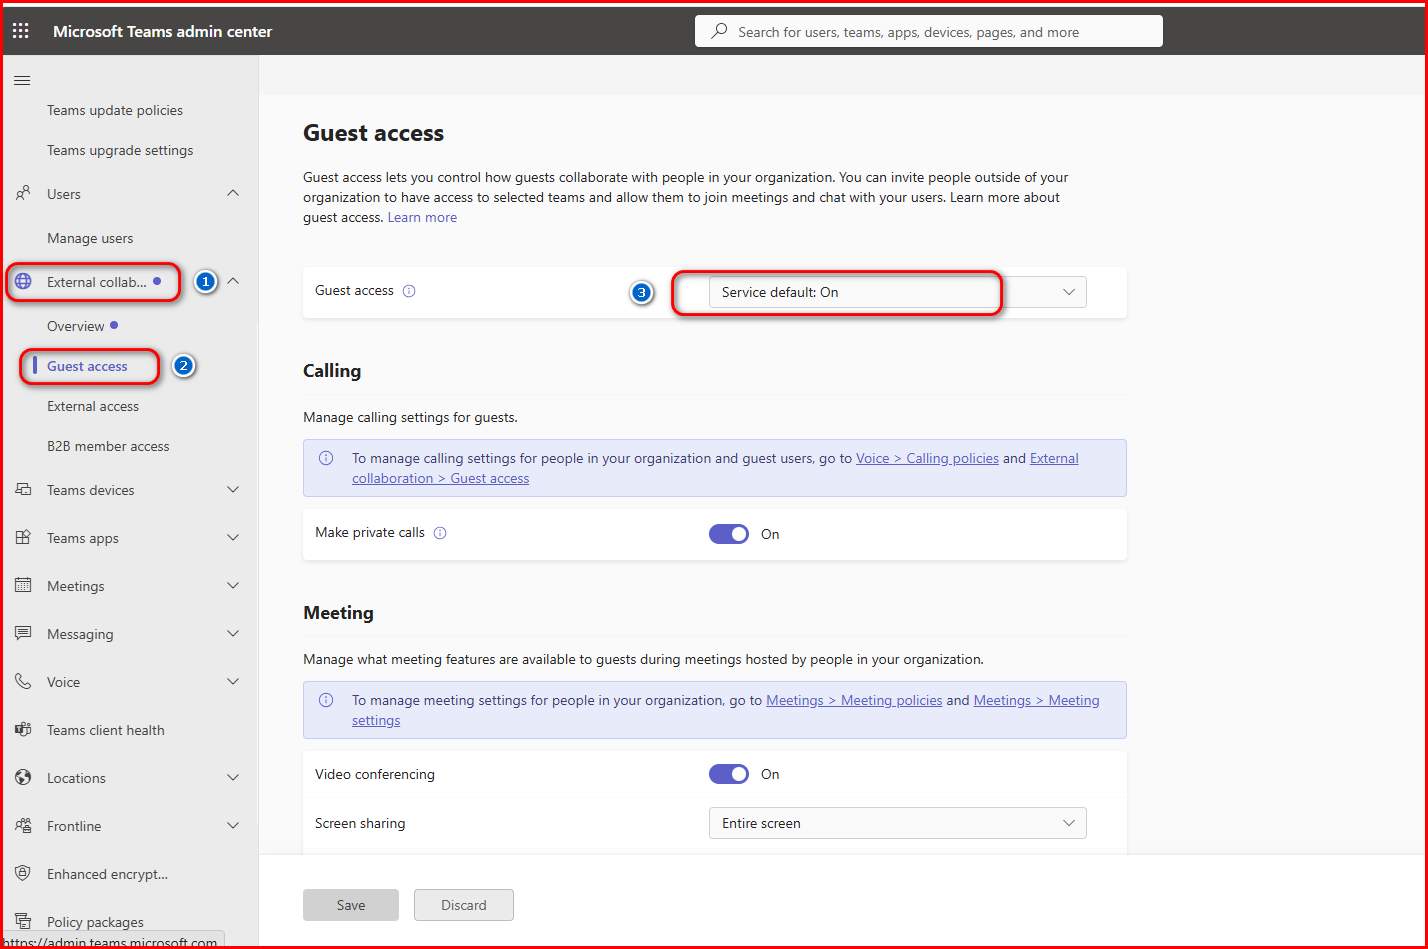 Microsoft Teams admin center
Search for users, teams, apps, devices, pages, and more
Teams update policies
Teams upgrade settings
Users
Manage users
External collab...
1
Overview
Guest access
2
External access
B2B member access
Teams devices
Teams apps
Meetings
Messaging
Voice
Teams client health
Locations
Frontline
Enhanced encrypt...
Policy packages
https://admin.teams.microsoft.com
Guest access
Guest access lets you control how guests collaborate with people in your organization. You can invite people outside of your
organization to have access to selected teams and allow them to join meetings and chat with your users. Learn more about
guest access. Learn more
Guest access
3
Service default: On
Calling
Manage calling settings for guests.
To manage calling settings for people in your organization and guest users, go to Voice > Calling policies and External
collaboration > Guest access
Make private calls
On
Meeting
Manage what meeting features are available to guests during meetings hosted by people in your organization.
To manage meeting settings for people in your organization, go to Meetings > Meeting policies and Meetings > Meeting
settings
Video conferencing
On
Screen sharing
Entire screen
Save
Discard